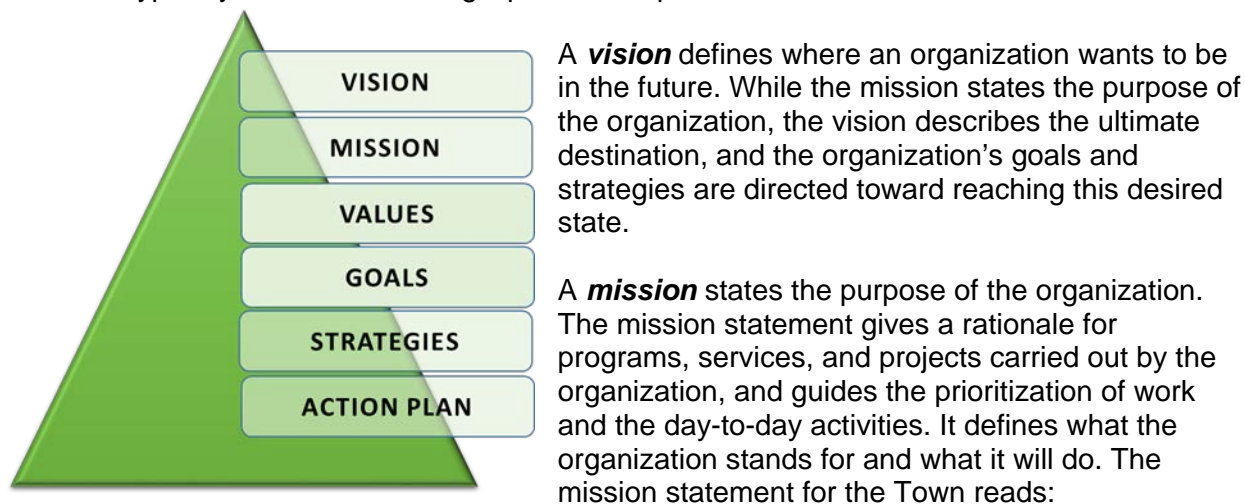 VISION
MISSION
VALUES
GOALS
STRATEGIES
ACTION PLAN
A vision defines where an organization wants to be
in the future. While the mission states the purpose of
the organization, the vision describes the ultimate
destination, and the organization’s goals and
strategies are directed toward reaching this desired
state.
A mission states the purpose of the organization.
The mission statement gives a rationale for
programs, services, and projects carried out by the
organization, and guides the prioritization of work
and the day-to-day activities. It defines what the
organization stands for and what it will do. The
mission statement for the Town reads: